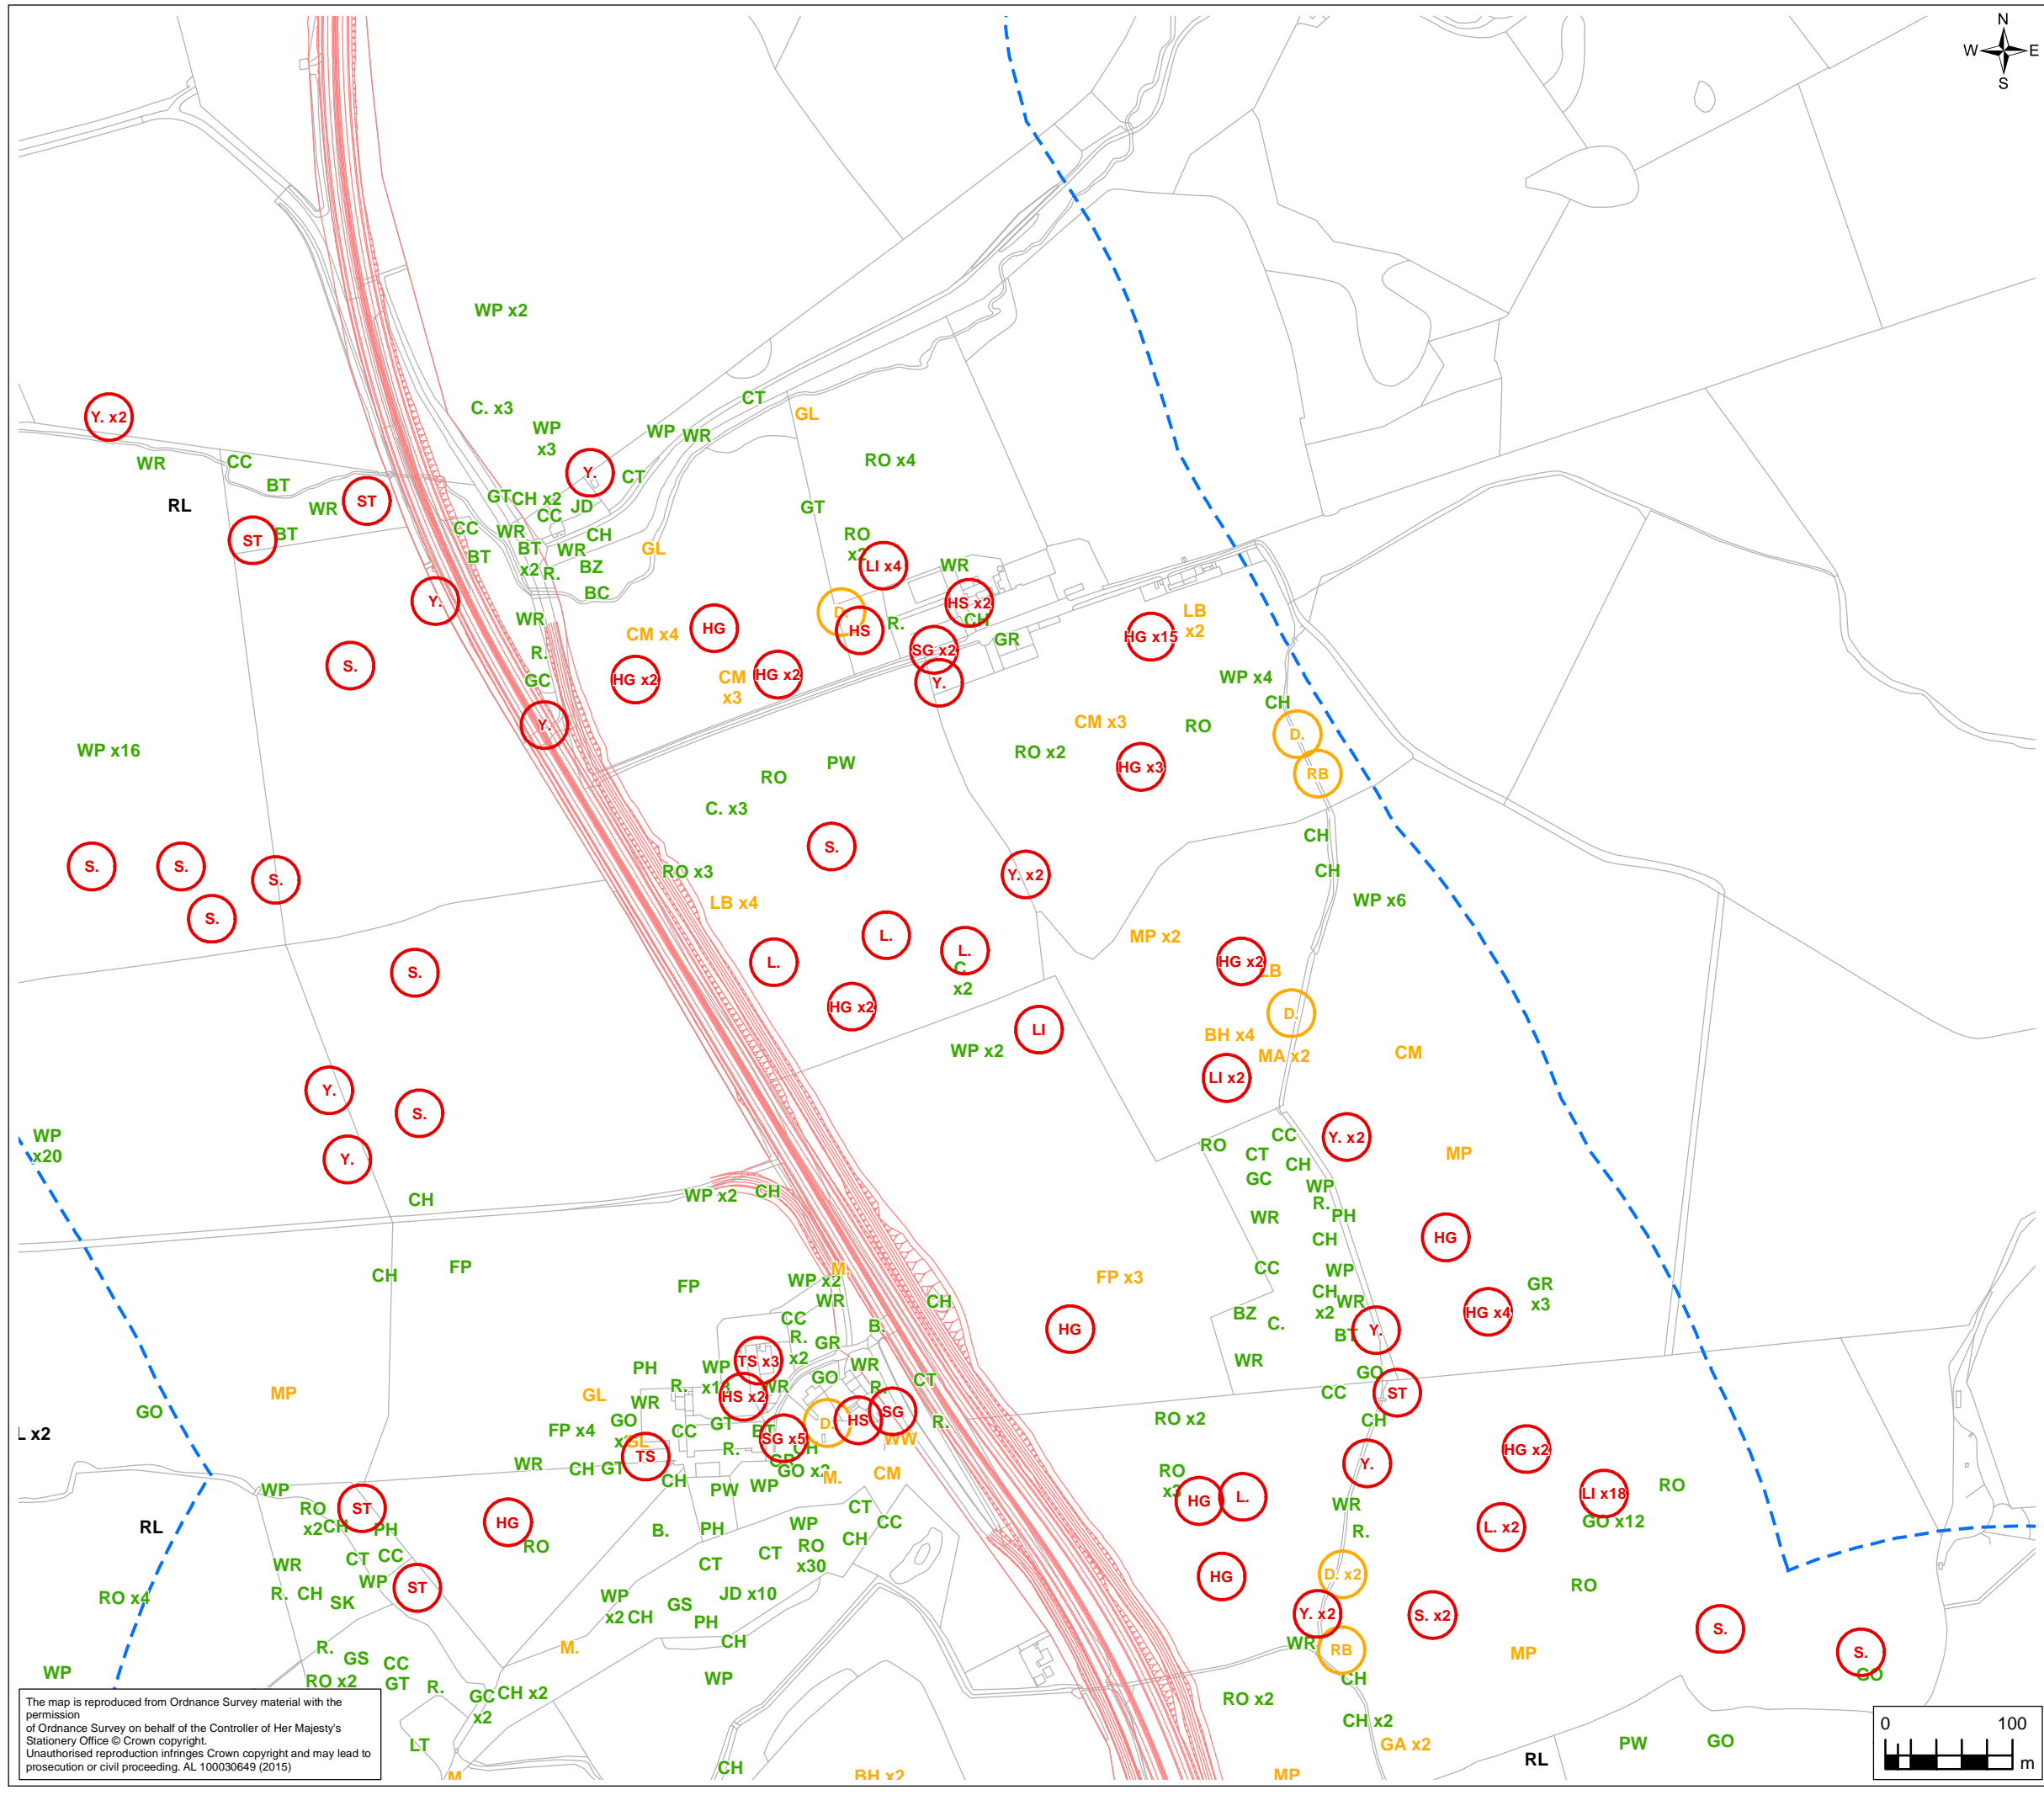 N
W E
S
WP x2
CT
C. x3
GL
Y. x2
WP
x3
WP
WR
RO x4
WR
CC
Y.
CT
BT
RL
ST
WR
GT
CH x2
JD
CC
GT
ST
BT
CC
WR
CH
RO
x2
BT
BT
x2
WR
GL
LI x4
WR
R.
BZ
BC
Y.
HS x2
D.
WR
CM x4
HG
HS
R.
CH
GR
LB
x2
HG x15
R.
SG x2
S.
GC
HG x2
CM
x3
HG x2
Y.
WP x4
CH
Y.
CM x3
RO
D.
WP x16
RO x2
PW
HG x3
RB
RO
C. x3
CH
S.
S.
S.
S.
RO x3
Y. x2
CH
S.
LB x4
WP x6
L.
MP x2
L.
L.
C.
x2
HG x2
LB
S.
HG x2
LI
D.
BH x4
WP x2
MA x2
CM
LI x2
Y.
S.
WP
x20
Y.
RO
CC
Y. x2
CT
MP
CH
GC
WP
CH
WP x2
CH
R.
PH
WR
CH
HG
FP
CH
FP
WP x2
M.
FP x3
CC
WP
CH
x2
GR
x3
WR
CH
WR
BZ
C.
HG x4
CC
B.
HG
Y.
BT
R.
x2
GR
WR
TS x3
WR
PH
WP
GO
GO
CT
CC
ST
MP
GL
R.
HS x2
WR
R.
WR
GO
SG
CH
RO x2
L x2
FP x4
GO
CC
GT
D.
HS
R.
SG x5
WW
GL
TS
R.
CH
HG x2
WR
CH
GT
GO x2
M.
CM
Y.
WP
CH
PW
WP
RO
x3
HG
L.
LI x18
RO
RL
RO
x2
CH
ST
PH
HG
RO
B.
PH
WP
CT
CC
WR
R.
L. x2
GO x12
WR
CT
CC
CT
CT
RO
x30
CH
HG
D. x2
RO
RO x4
R.
CH
SK
WP
ST
WP
x2
CH
GS
PH
JD x10
Y. x2
S. x2
S.
R.
GS
CC
M.
CH
WR
RB
MP
S.
GO
WP
RO x2
GT
R.
WP
CH
GC
x2
CH x2
RO x2
CH x2
LT
GA x2
RL
PW
GO
M.
CH
BH x2
MP
The map is reproduced from Ordnance Survey material with the
permission
of Ordnance Survey on behalf of the Controller of Her Majesty's
Stationery Office © Crown copyright.
Unauthorised reproduction infringes Crown copyright and may lead to
prosecution or civil proceeding. AL 100030649 (2015)
0 100
m